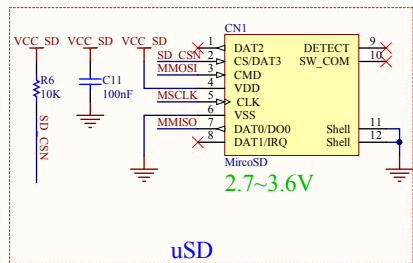 CN1
VCC_SD VCC_SD VCC_SD
1 DAT2 DETECT 9
SD_CSN 2 CS/DAT3 SW_COM 10
MMOSI 3 CMD
4 VDD
MSCLK 5 CLK
6 VSS
MMISO 7 DAT0/DO0 Shell 11
8 DAT1/IRQ Shell 12
R6
10K
C11
100nF
SD_CSN
MircoSD
2.7~3.6V
uSD